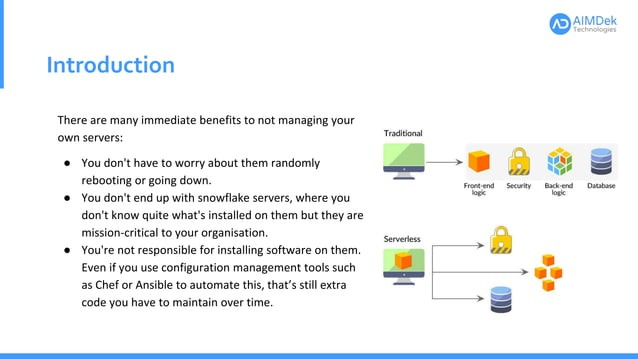 AIMDek
Technologies
Introduction
There are many immediate benefits to not managing your
own servers:
● You don't have to worry about them randomly
rebooting or going down.
● You don't end up with snowflake servers, where you
don't know quite what's installed on them but they are
mission-critical to your organisation.
● You're not responsible for installing software on them.
Even if you use configuration management tools such
as Chef or Ansible to automate this, that’s still extra
code you have to maintain over time.
Traditional
Front-end
logic
Security
Back-end
logic
Database
Serverless